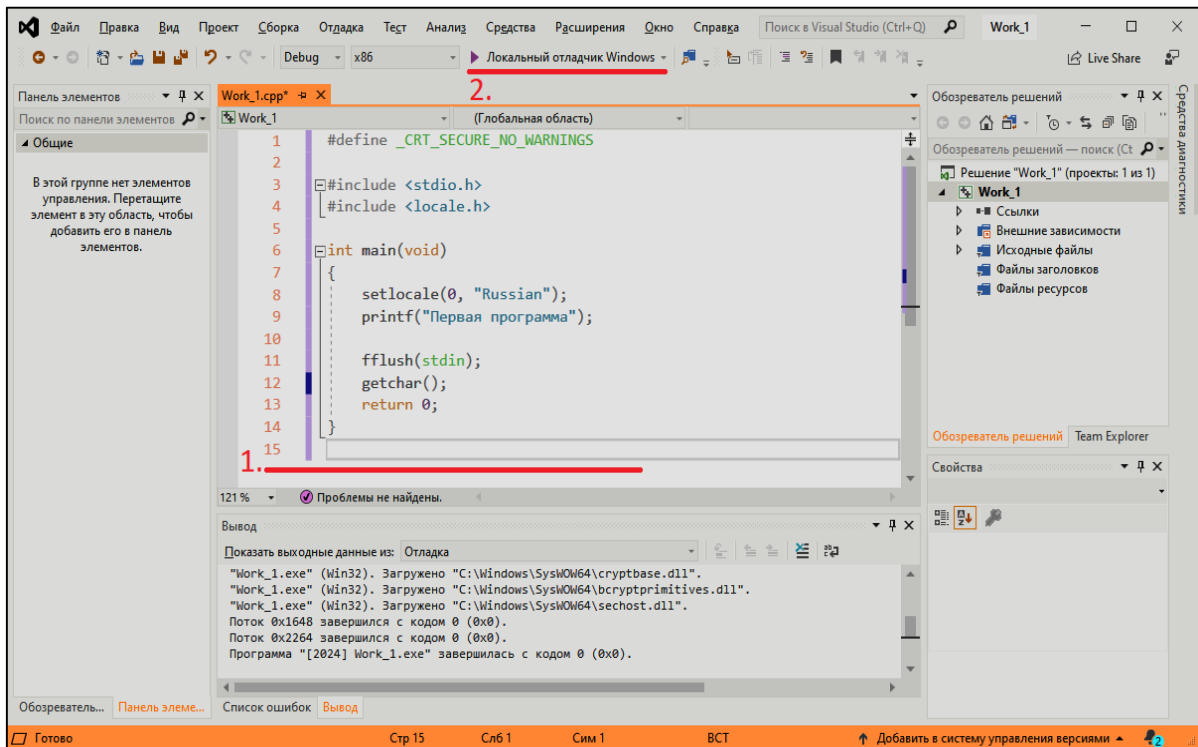 Файл Правка Вид Проект Сборка Отладка Тест Анализ Средства Расширения Окно Справка Поиск в Visual Studio (Ctrl+Q) Work_1
Debug x86 Локальный отладчик Windows Live Share
2.
Панель элементов
Поиск по панели элементов
Общие
В этой группе нет элементов
управления. Перетащите
элемент в эту область, чтобы
добавить его в панель
элементов.
Обозреватель... Панель элеме...
Work_1.cpp*
Work_1 (Глобальная область)
1 #define _CRT_SECURE_NO_WARNINGS
2
3 #include <stdio.h>
4 #include <locale.h>
5
6 int main(void)
7 {
8 setlocale(0, "Russian");
9 printf("Первая программа");
10
11 fflush(stdin);
12 getchar();
13 return 0;
14 }
15
1.
121 % Проблемы не найдены.
Вывод
Показать выходные данные из: Отладка
"Work_1.exe" (Win32). Загружено "C:\Windows\SysWOW64\cryptbase.dll".
"Work_1.exe" (Win32). Загружено "C:\Windows\SysWOW64\bcryptprimitives.dll".
"Work_1.exe" (Win32). Загружено "C:\Windows\SysWOW64\sechost.dll".
Поток 0x1648 завершился с кодом 0 (0x0).
Поток 0x2264 завершился с кодом 0 (0x0).
Программа "[2024] Work_1.exe" завершилась с кодом 0 (0x0).
Список ошибок Вывод
Обозреватель решений
Обозреватель решений — поиск (Ct
Решение "Work_1" (проекты: 1 из 1)
Work_1
Ссылки
Внешние зависимости
Исходные файлы
Файлы заголовков
Файлы ресурсов
Обозреватель решений Team Explorer
Свойства
Средства диагностики
Готово Стр 15 Слб 1 Сим 1 ВСТ Добавить в систему управления версиями 2